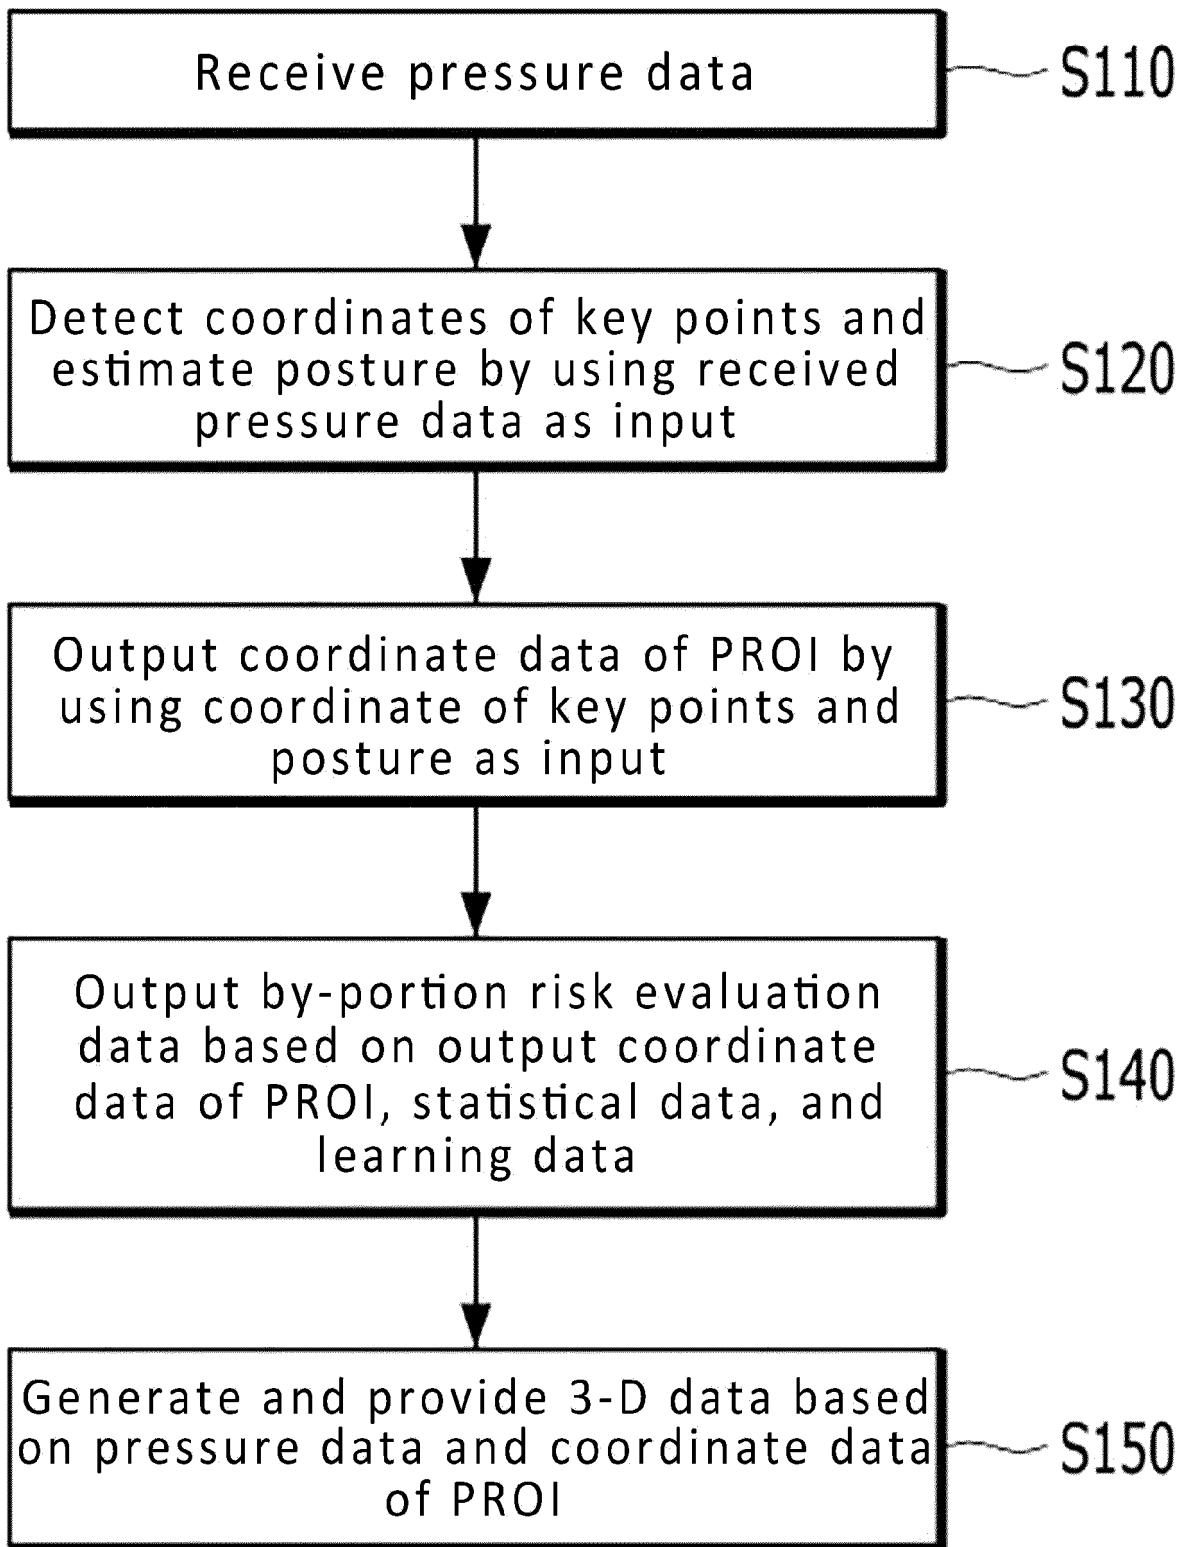 Receive pressure data
S110
Detect coordinates of key points and
estimate posture by using received
pressure data as input
S120
Output coordinate data of PROI by
using coordinate of key points and
posture as input
S130
Output by-portion risk evaluation
data based on output coordinate
data of PROI, statistical data, and
learning data
S140
Generate and provide 3-D data based
on pressure data and coordinate data
of PROI
S150